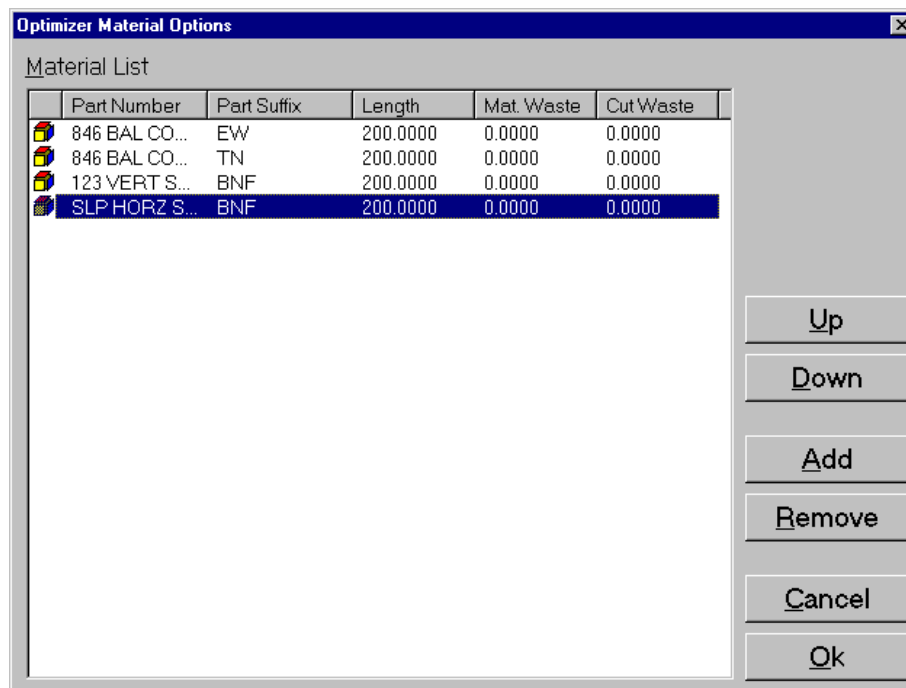 Optimizer Material Options
Material List
Part Number Part Suffix Length Mat. Waste Cut Waste
846 BAL CO... EW 200.0000 0.0000 0.0000
846 BAL CO... TN 200.0000 0.0000 0.0000
123 VERT S... BNF 200.0000 0.0000 0.0000
SLP HORZ S... BNF 200.0000 0.0000 0.0000
Up
Down
Add
Remove
Cancel
Ok